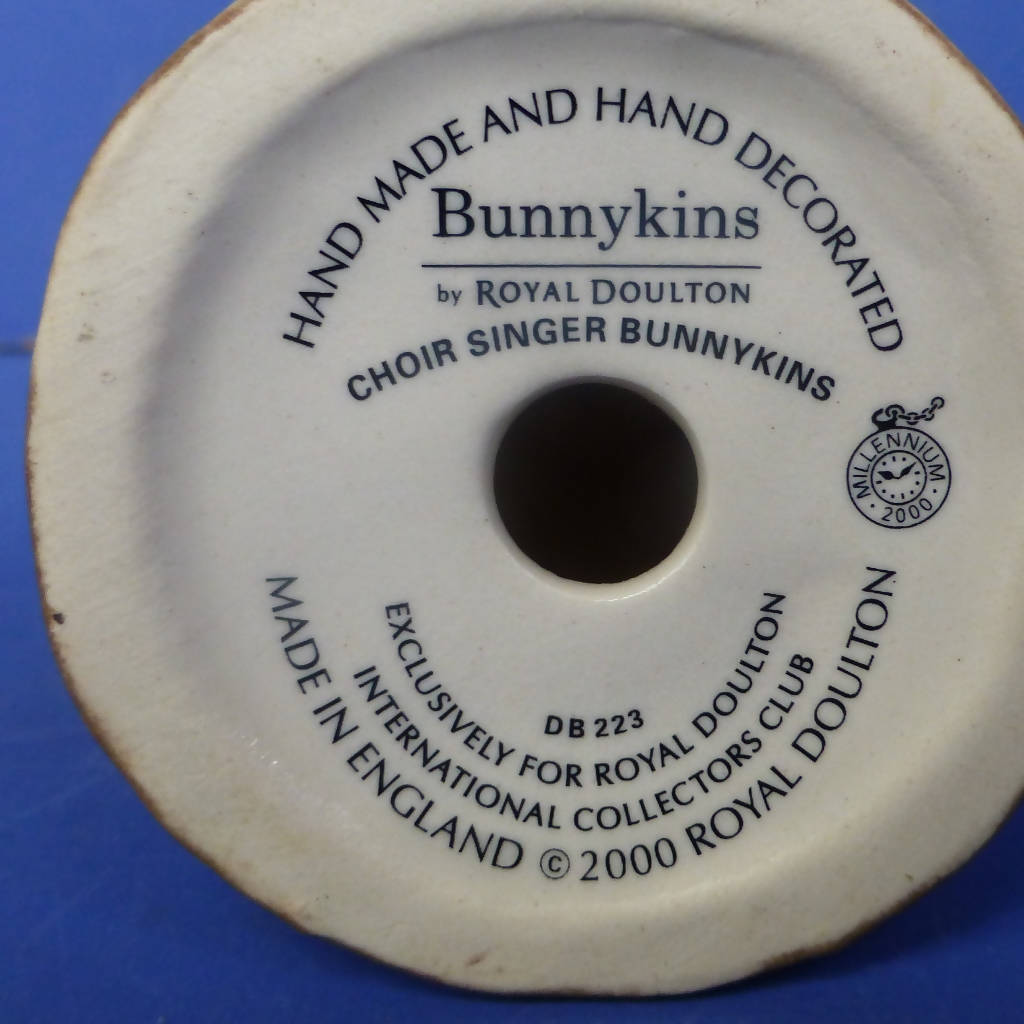 HAND MADE AND HAND DECORATED
Bunnykins
by ROYAL DOULTON
CHOIR SINGER BUNNYKINS
MILLENNIUM
· 2000 ·
DB 223
EXCLUSIVELY FOR ROYAL DOULTON
INTERNATIONAL COLLECTORS CLUB
MADE IN ENGLAND © 2000 ROYAL DOULTON